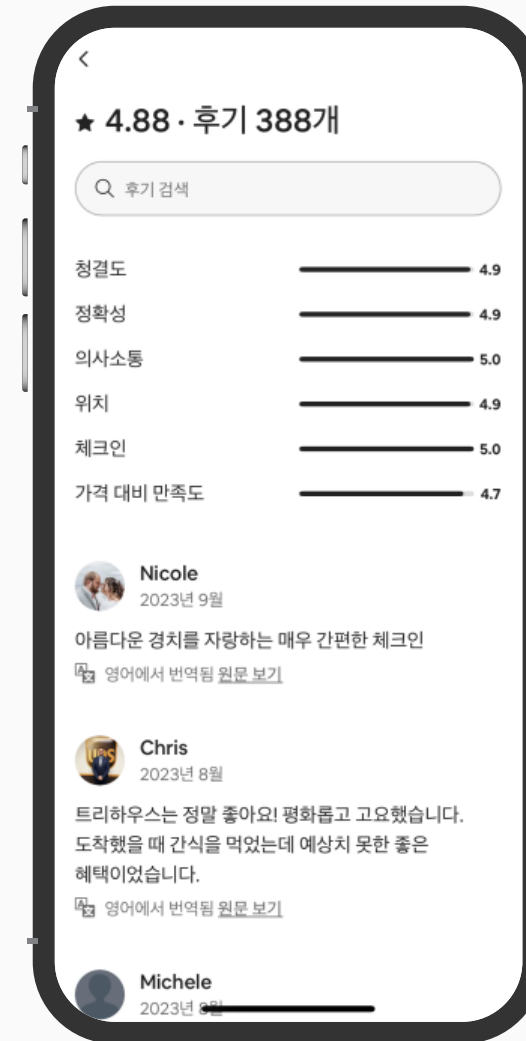 4.88 · 후기 388개
후기 검색
청결도 4.9
정확성 4.9
의사소통 5.0
위치 4.9
체크인 5.0
가격 대비 만족도 4.7
Nicole
2023년 9월
아름다운 경치를 자랑하는 매우 간편한 체크인
영어에서 번역됨 원문 보기
Chris
2023년 8월
트리하우스는 정말 좋아요! 평화롭고 고요했습니다.
도착했을 때 간식을 먹었는데 예상치 못한 좋은
혜택이었습니다.
영어에서 번역됨 원문 보기
Michele
2023년 8월